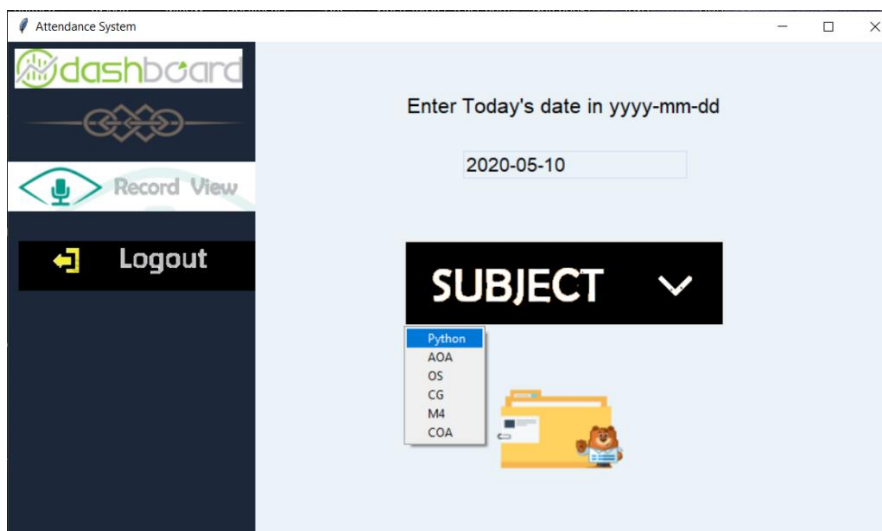 Attendance System
dashboard
Record View
Logout
Enter Today's date in yyyy-mm-dd
2020-05-10
SUBJECT
Python
AOA
OS
CG
M4
COA